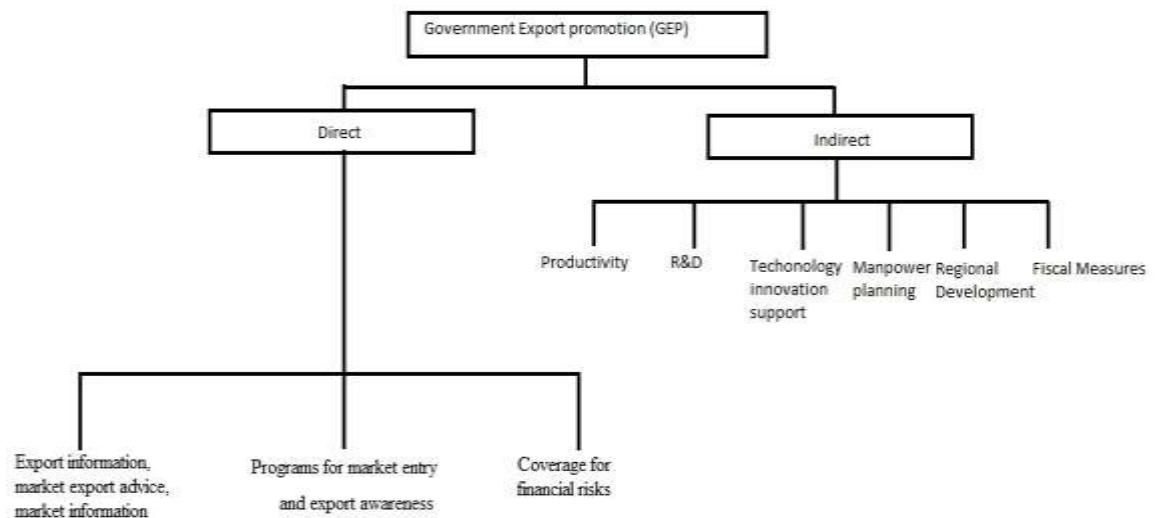 Government Export promotion (GEP)
Direct
Indirect
Productivity
R&D
Techonology
innovation
support
Manpower
planning
Regional
Development
Fiscal Measures
Export information,
market export advice,
market information
Programs for market entry
and export awareness
Coverage for
financial risks